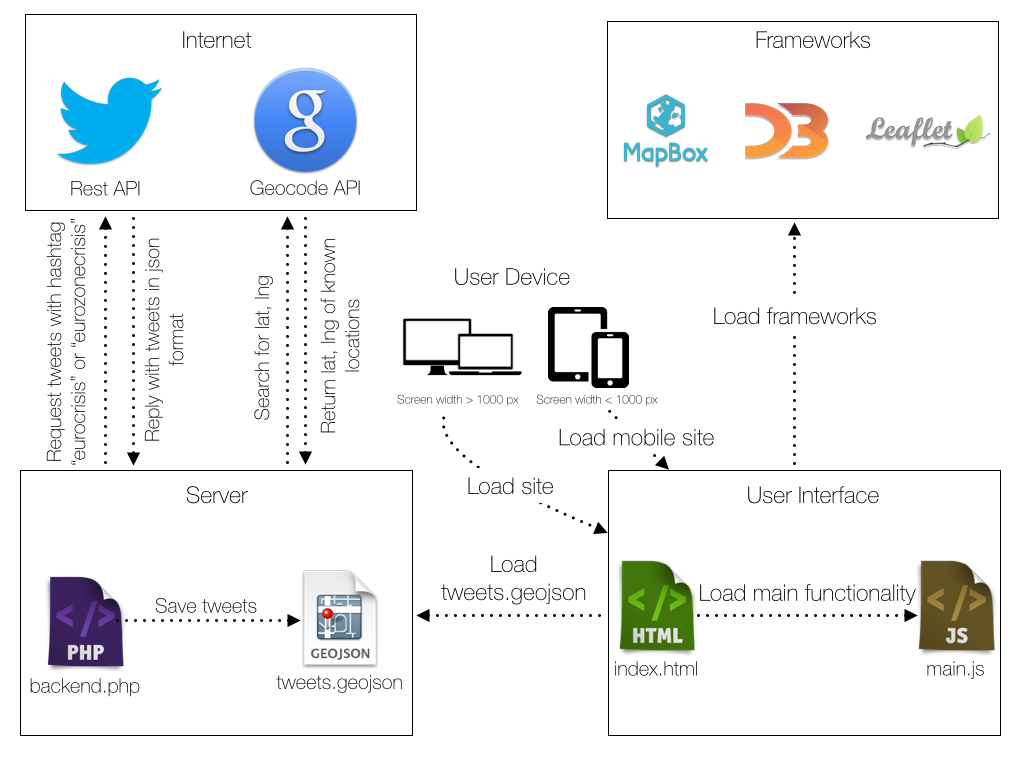 Internet
Frameworks
g
MapBox
D3
Leaflet
Rest API
Geocode API
Request tweets with hashtag
“eurocrisis” or “eurozonecrisis”
Reply with tweets in json
format
Search for lat, lng
Return lat, lng of known
locations
User Device
Screen width > 1000 px
Screen width < 1000 px
Load frameworks
Load mobile site
Load site
Server
User Interface
Load
tweets.geojson
</>
PHP
Save tweets
GEOJSON
</>
HTML
Load main functionality
</>
JS
backend.php
tweets.geojson
index.html
main.js